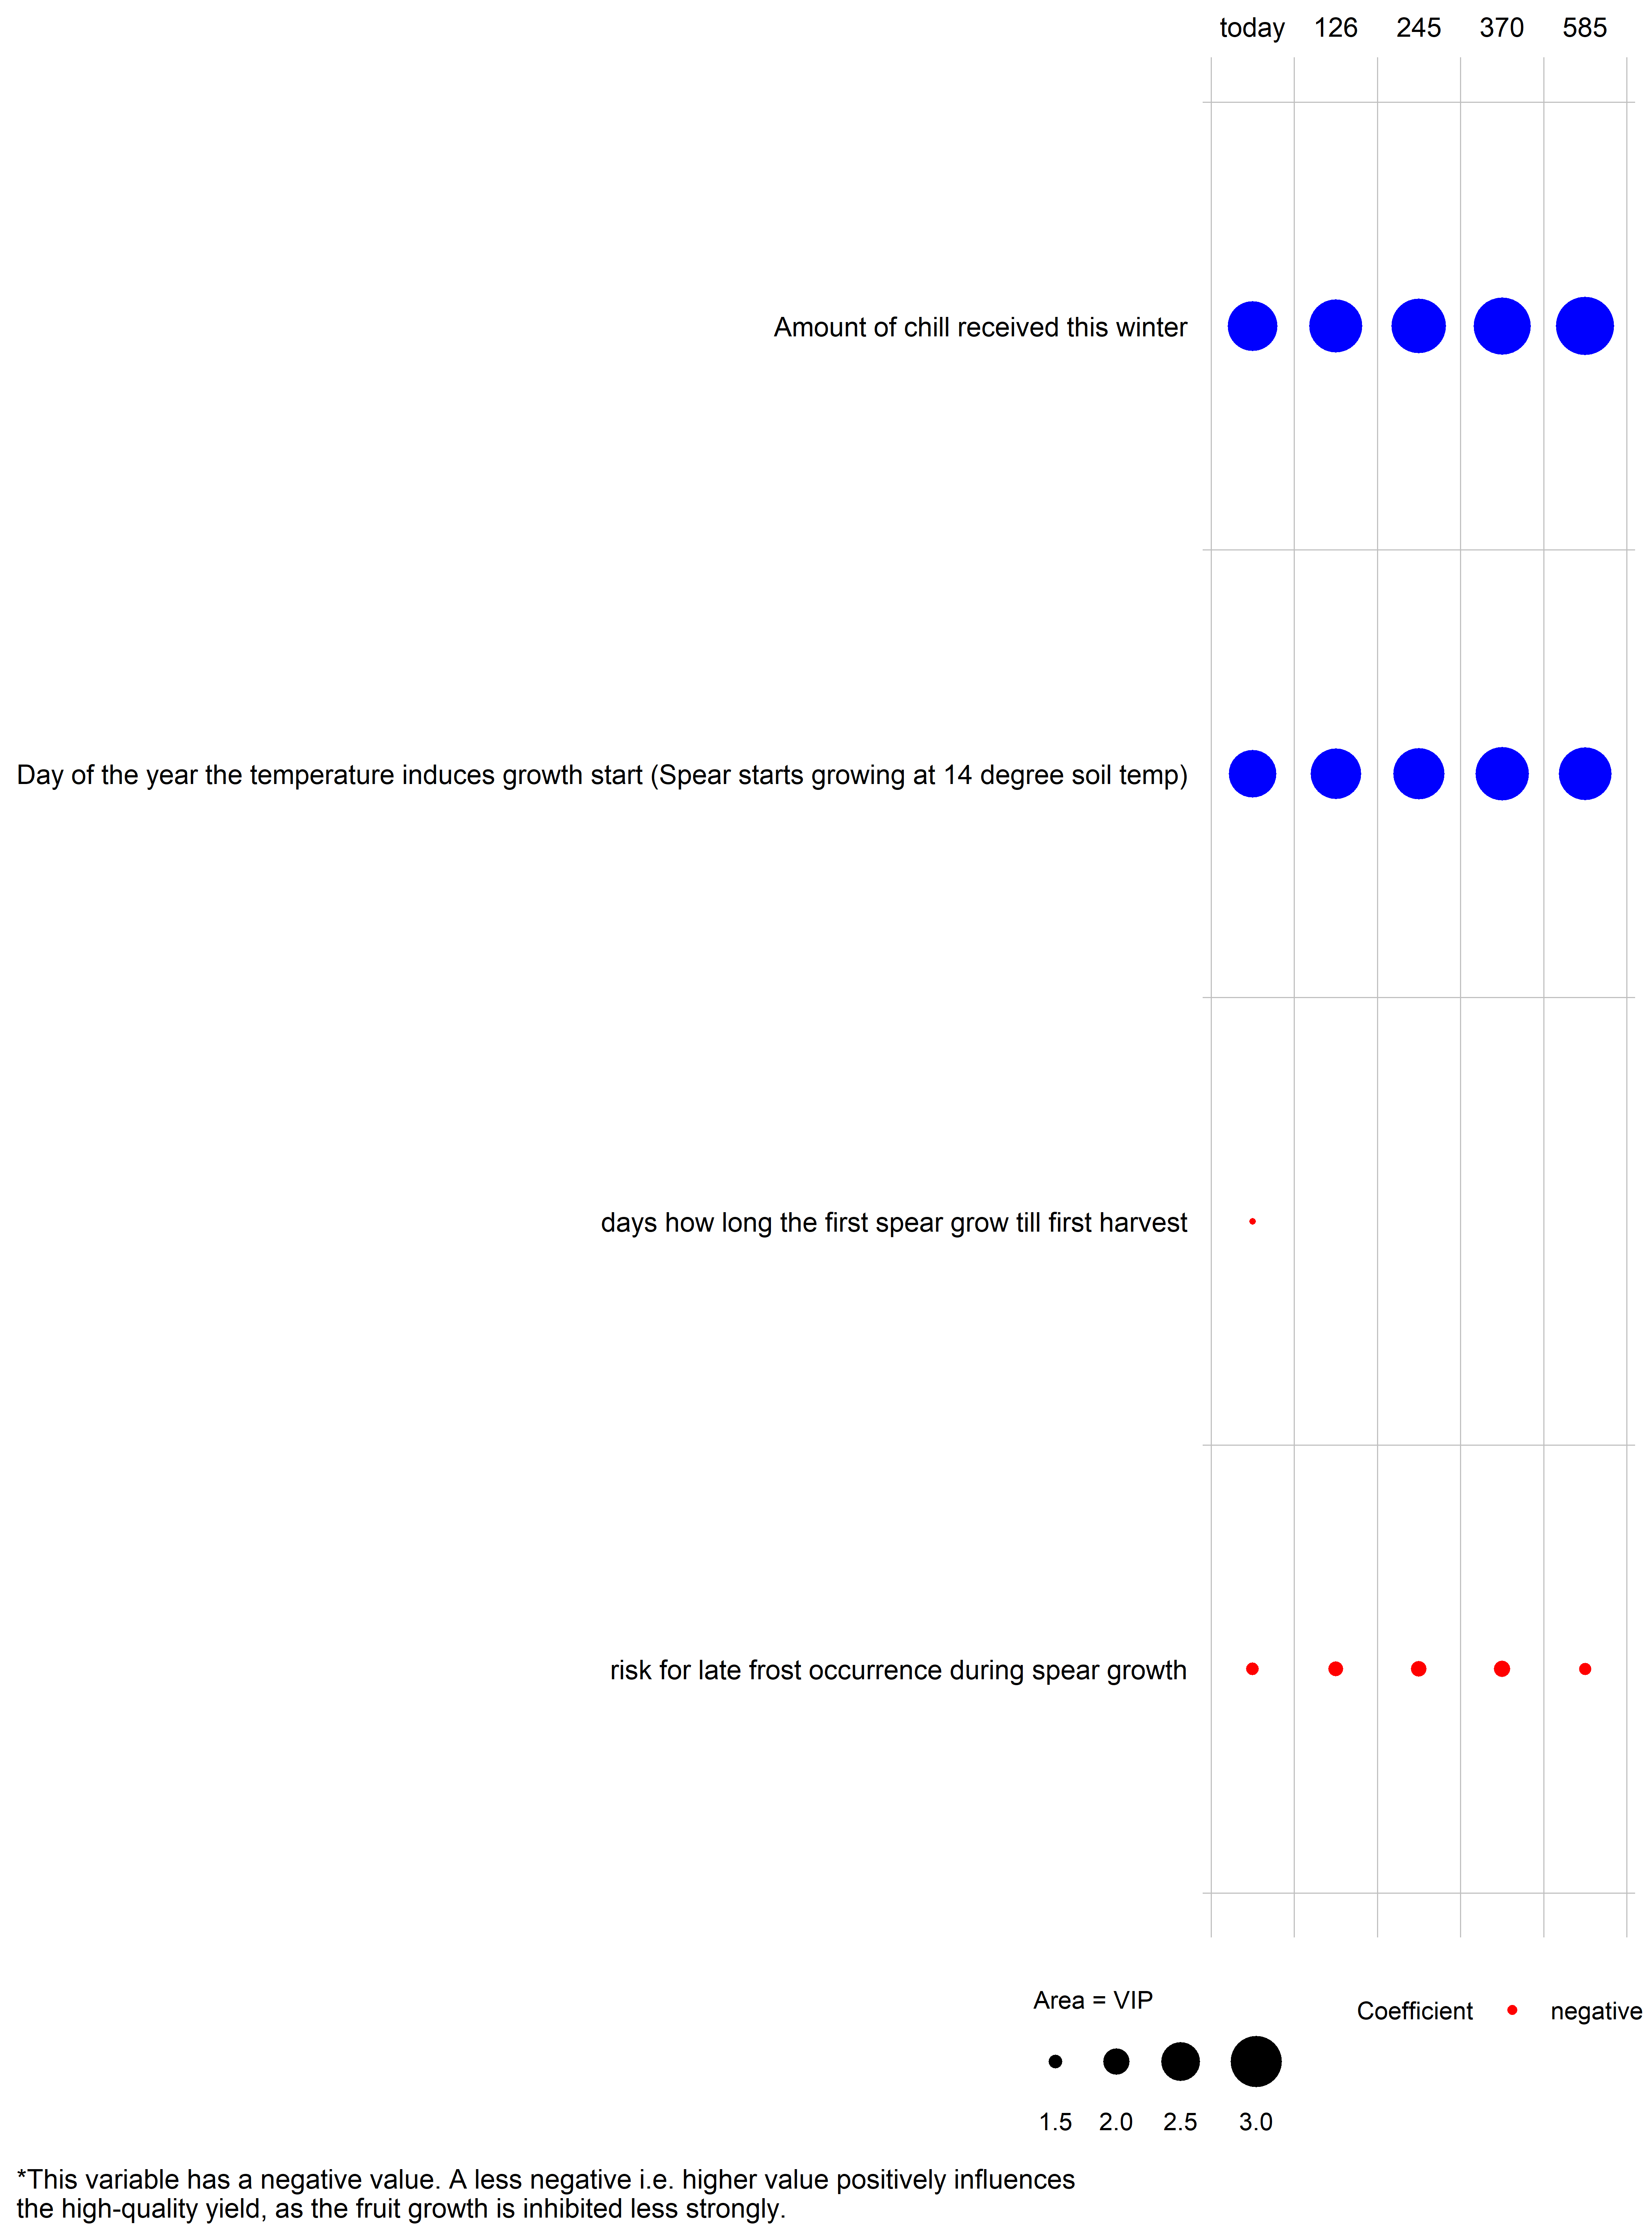 today 126 245 370 585
Amount of chill received this winter
Day of the year the temperature induces growth start (Spear starts growing at 14 degree soil temp)
days how long the first spear grow till first harvest
risk for late frost occurrence during spear growth
Area = VIP
Coefficient negative
1.5 2.0 2.5 3.0
*This variable has a negative value. A less negative i.e. higher value positively influences
the high-quality yield, as the fruit growth is inhibited less strongly.